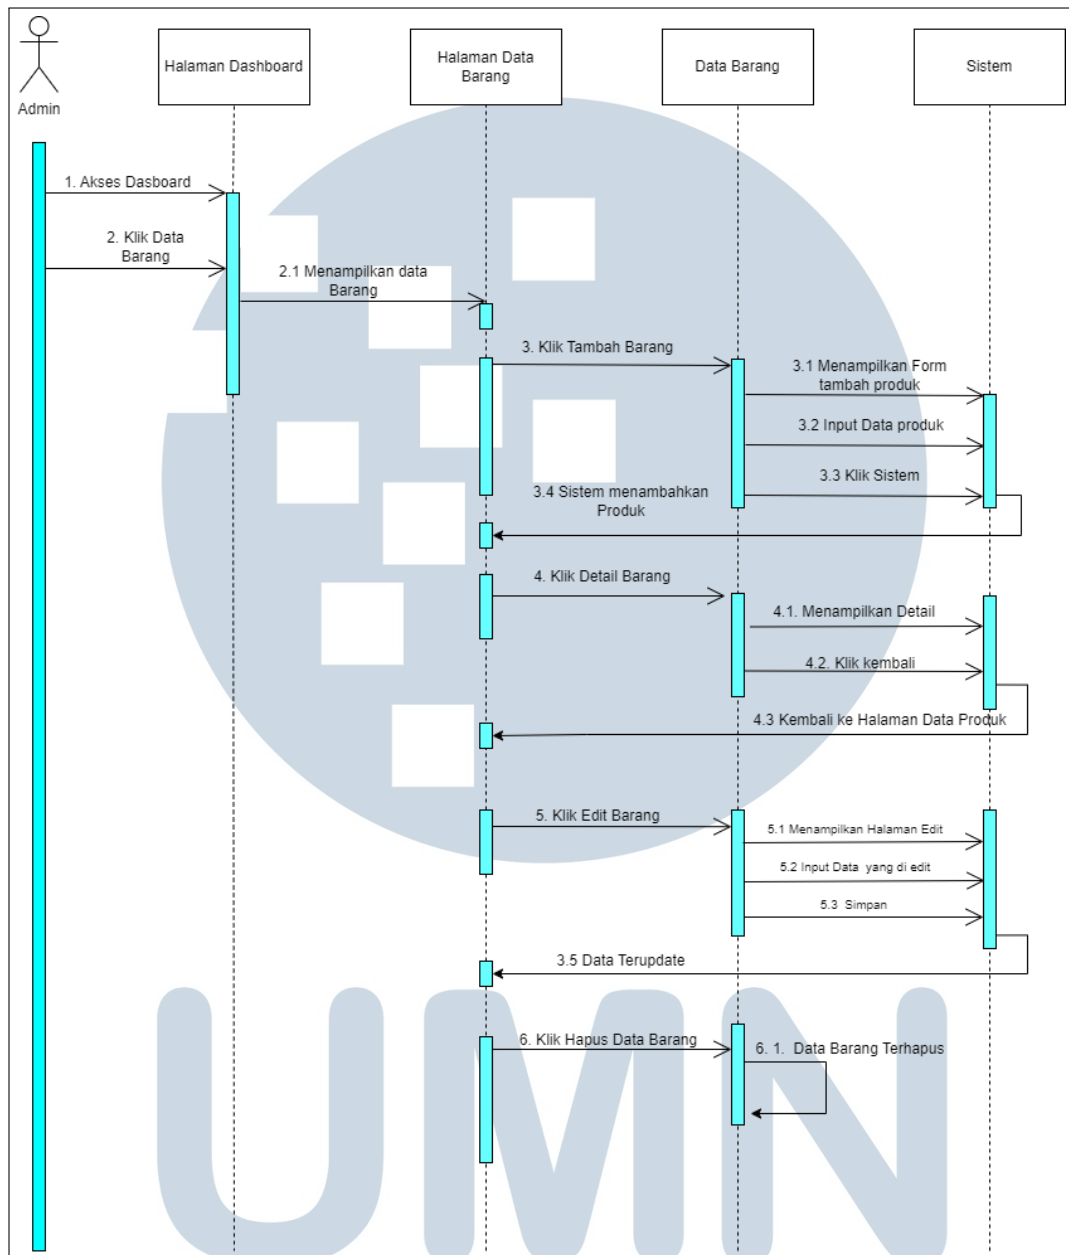 Admin
Halaman Dashboard
Halaman Data
Barang
Data Barang
Sistem
1. Akses Dasboard
2. Klik Data
Barang
2.1 Menampilkan data
Barang
3. Klik Tambah Barang
3.1 Menampilkan Form
tambah produk
3.2 Input Data produk
3.3 Klik Sistem
3.4 Sistem menambahkan
Produk
4. Klik Detail Barang
4.1. Menampilkan Detail
4.2. Klik kembali
4.3 Kembali ke Halaman Data Produk
5. Klik Edit Barang
5.1 Menampilkan Halaman Edit
5.2 Input Data yang di edit
5.3 Simpan
3.5 Data Terupdate
6. Klik Hapus Data Barang
6. 1. Data Barang Terhapus
UMN